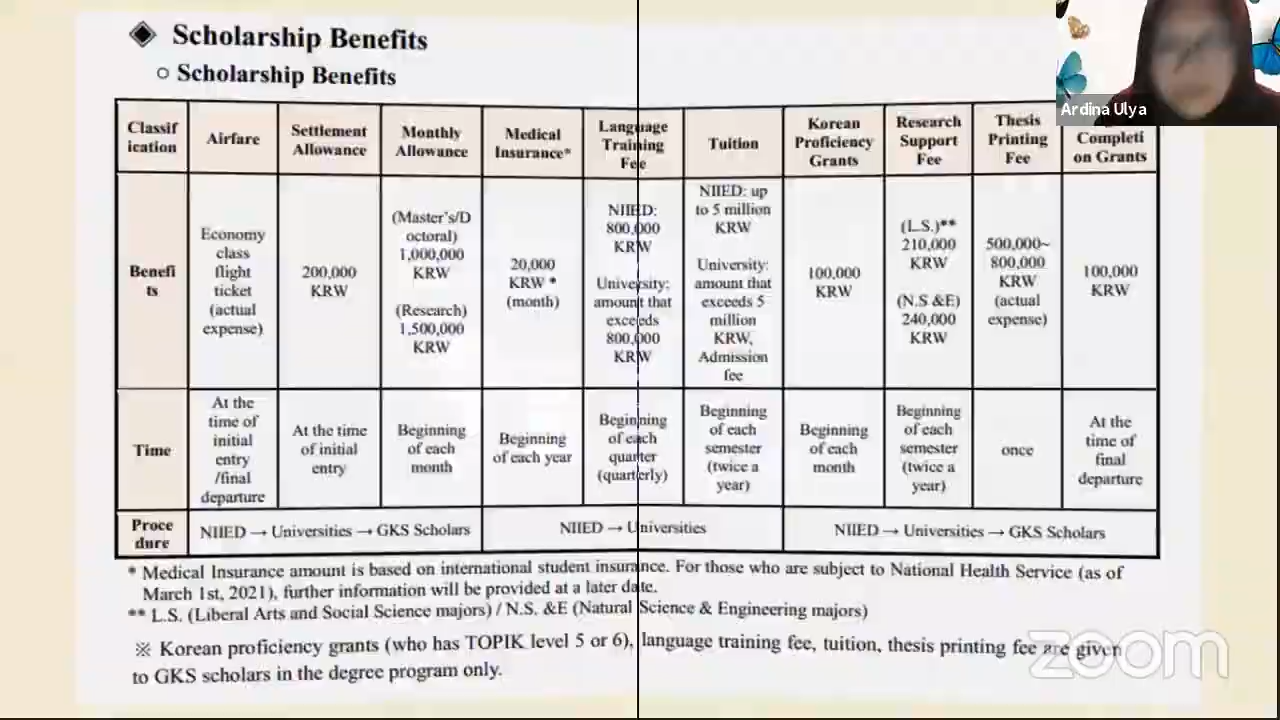 ◈ Scholarship Benefits
○ Scholarship Benefits
Ardina Ulya
Classif
ication
Airfare
Settlement
Allowance
Monthly
Allowance
Medical
Insurance*
Language
Training
Fee
Tuition
Korean
Proficiency
Grants
Research
Support
Fee
Thesis
Printing
Fee
Completi
on Grants
Benefi
ts
Economy
class
flight
ticket
(actual
expense)
200,000
KRW
(Master's/D
octoral)
1,000,000
KRW
(Research)
1,500,000
KRW
20,000
KRW *
(month)
NIIED:
800,000
KRW
University:
amount that
exceeds
800,000
KRW
NIIED: up
to 5 million
KRW
University:
amount that
exceeds 5
million
KRW,
Admission
fee
100,000
KRW
(L.S.)**
210,000
KRW
(N.S &E)
240,000
KRW
500,000~
800,000
KRW
(actual
expense)
100,000
KRW
Time
At the
time of
initial
entry
/final
departure
At the time
of initial
entry
Beginning
of each
month
Beginning
of each year
Beginning
of each
quarter
(quarterly)
Beginning
of each
semester
(twice a
year)
Beginning
of each
month
Beginning
of each
semester
(twice a
year)
once
At the
time of
final
departure
Proce
dure
NIIED → Universities → GKS Scholars
NIIED → Universities
NIIED → Universities → GKS Scholars
* Medical Insurance amount is based on international student insurance. For those who are subject to National Health Service (as of
March 1st, 2021), further information will be provided at a later date.
** L.S. (Liberal Arts and Social Science majors) / N.S. &E (Natural Science & Engineering majors)
※ Korean proficiency grants (who has TOPIK level 5 or 6), language training fee, tuition, thesis printing fee are given
to GKS scholars in the degree program only.
zoom